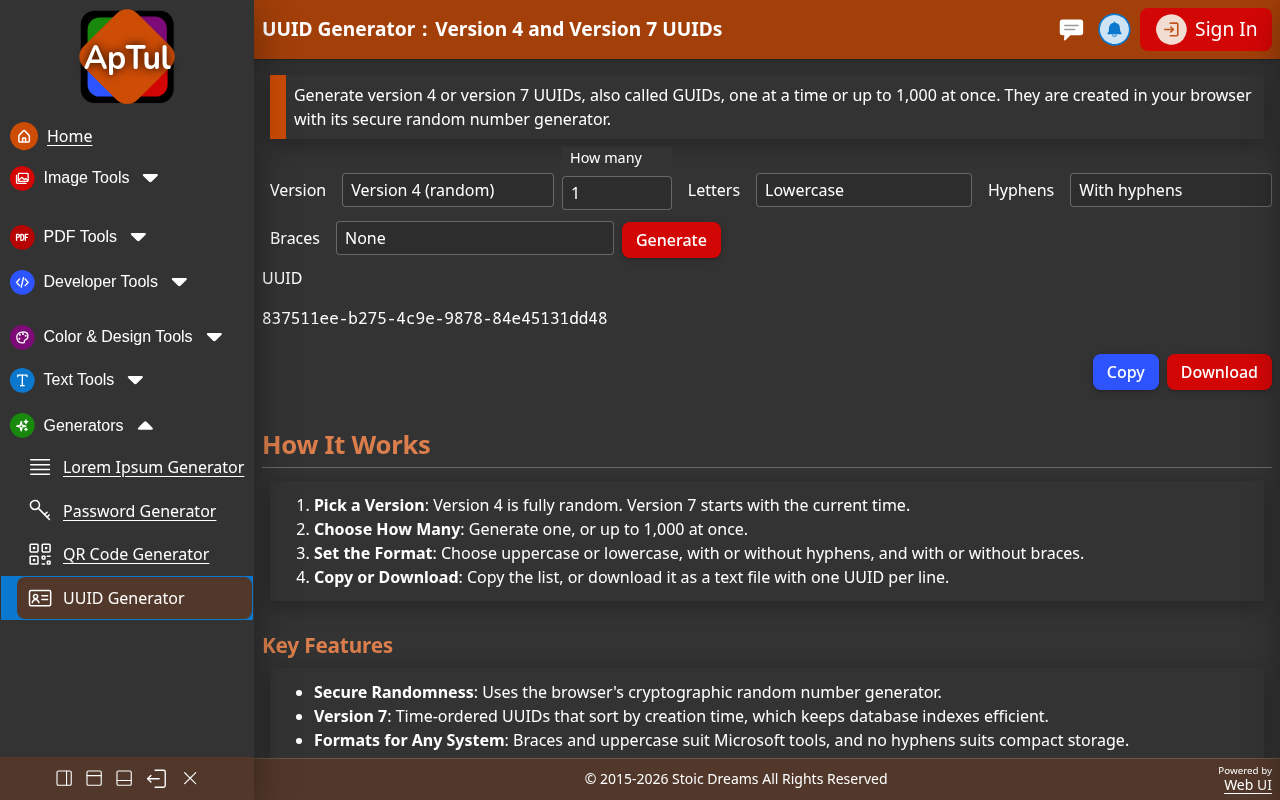 ApTul
Home
Image Tools
PDF
PDF Tools
Developer Tools
Color & Design Tools
Text Tools
Generators
Lorem Ipsum Generator
Password Generator
QR Code Generator
UUID Generator
UUID Generator : Version 4 and Version 7 UUIDs
Sign In
Generate version 4 or version 7 UUIDs, also called GUIDs, one at a time or up to 1,000 at once. They are created in your browser
with its secure random number generator.
How many
Version Version 4 (random) 1 Letters Lowercase Hyphens With hyphens
Braces None Generate
UUID
837511ee-b275-4c9e-9878-84e45131dd48
Copy Download
How It Works
1. Pick a Version: Version 4 is fully random. Version 7 starts with the current time.
2. Choose How Many: Generate one, or up to 1,000 at once.
3. Set the Format: Choose uppercase or lowercase, with or without hyphens, and with or without braces.
4. Copy or Download: Copy the list, or download it as a text file with one UUID per line.
Key Features
• Secure Randomness: Uses the browser's cryptographic random number generator.
• Version 7: Time-ordered UUIDs that sort by creation time, which keeps database indexes efficient.
• Formats for Any System: Braces and uppercase suit Microsoft tools, and no hyphens suits compact storage.
© 2015-2026 Stoic Dreams All Rights Reserved
Powered by
Web UI